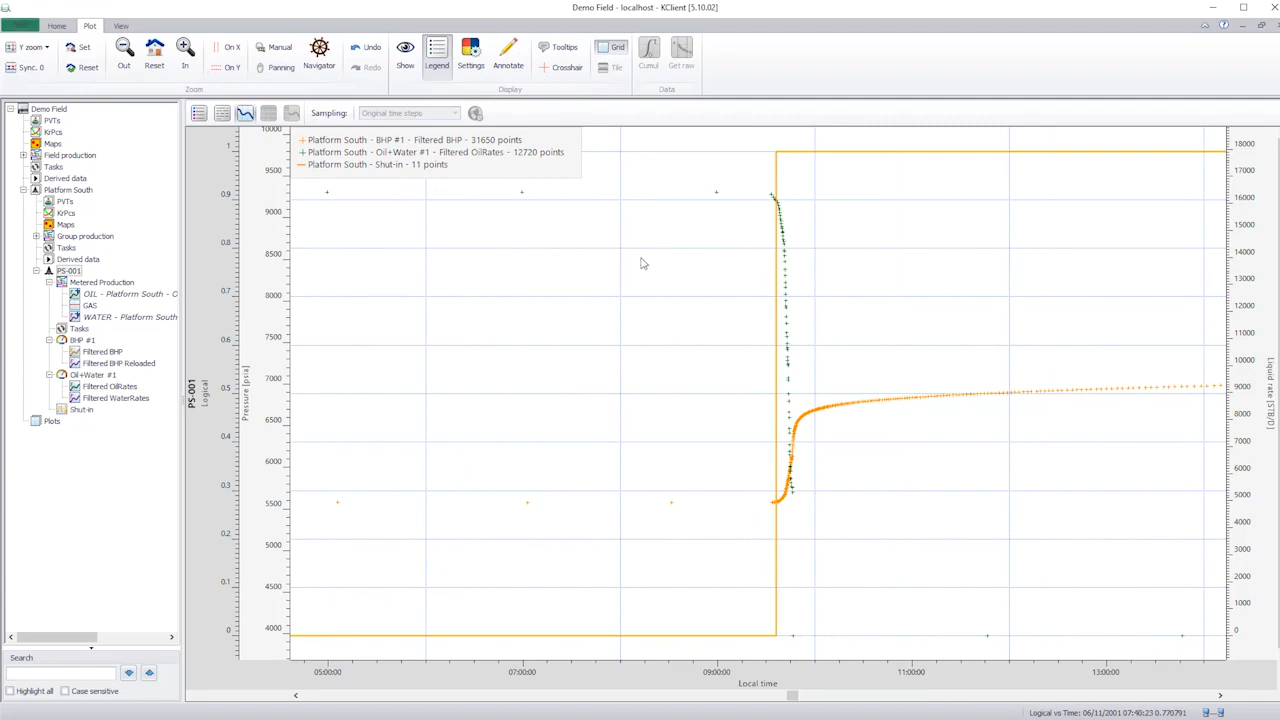 Demo Field - localhost - KClient [5.10.02]
Home Plot View
Y zoom Set Out Reset In On X Manual Navigator Undo Show Legend Settings Annotate Tooltips Grid Cumul Get raw
Sync. 0 Reset On Y Panning Redo Crosshair Tile
Zoom Display Data
Sampling: Original time steps
Demo Field
PVTs
KrPcs
Maps
Field production
Tasks
Derived data
Platform South
PVTs
KrPcs
Maps
Group production
Tasks
Derived data
PS-001
Metered Production
OIL - Platform South - O
GAS
WATER - Platform South
Tasks
BHP #1
Filtered BHP
Filtered BHP Reloaded
Oil+Water #1
Filtered OilRates
Filtered WaterRates
Shut-in
Plots
Search
Highlight all Case sensitive
Platform South - BHP #1 - Filtered BHP - 31650 points
Platform South - Oil+Water #1 - Filtered OilRates - 12720 points
Platform South - Shut-in - 11 points
PS-001
Logical
1
0.9
0.8
0.7
0.6
0.5
0.4
0.3
0.2
0.1
0
Pressure [psia]
10000
9500
9000
8500
8000
7500
7000
6500
6000
5500
5000
4500
4000
18000
17000
16000
15000
14000
13000
12000
11000
10000
9000
8000
7000
6000
5000
4000
3000
2000
1000
0
Liquid rate [STB/D]
05:00:00 07:00:00 09:00:00 11:00:00 13:00:00
Local time
Logical vs Time: 06/11/2001 07:40:23 0.770791